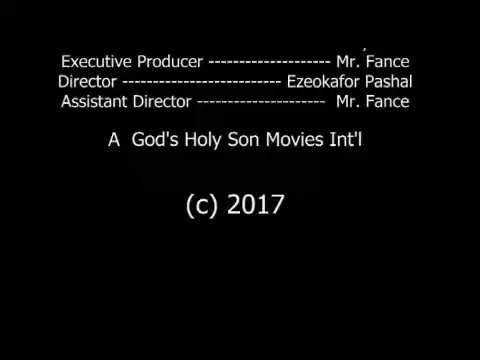 Executive Producer -------------------- Mr. Fance
Director -------------------------- Ezeokafor Pashal
Assistant Director --------------------- Mr. Fance
A God's Holy Son Movies Int'l
(c) 2017